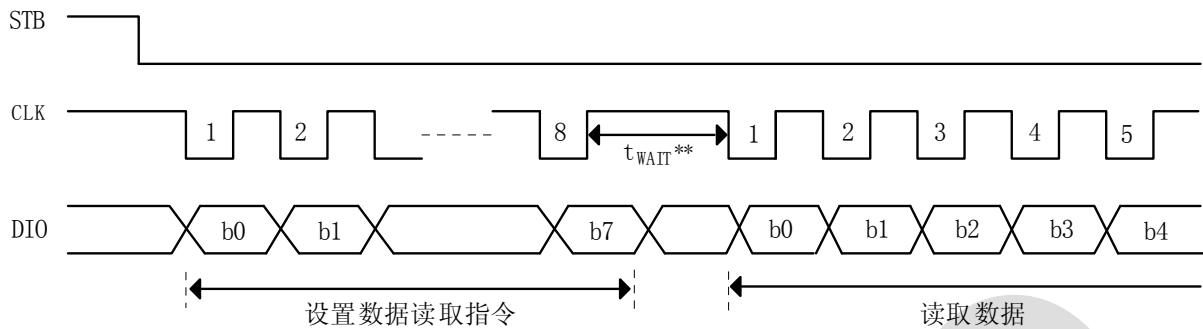 STB
CLK 1 2 8 1 2 3 4 5
tWAIT**
DIO b0 b1 b7 b0 b1 b2 b3 b4
设置数据读取指令 读取数据